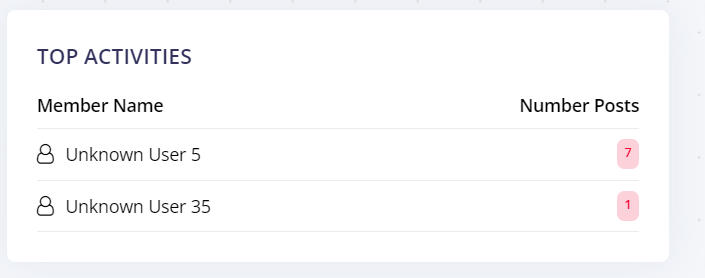 TOP ACTIVITIES
Member Name Number Posts
Unknown User 5 7
Unknown User 35 1